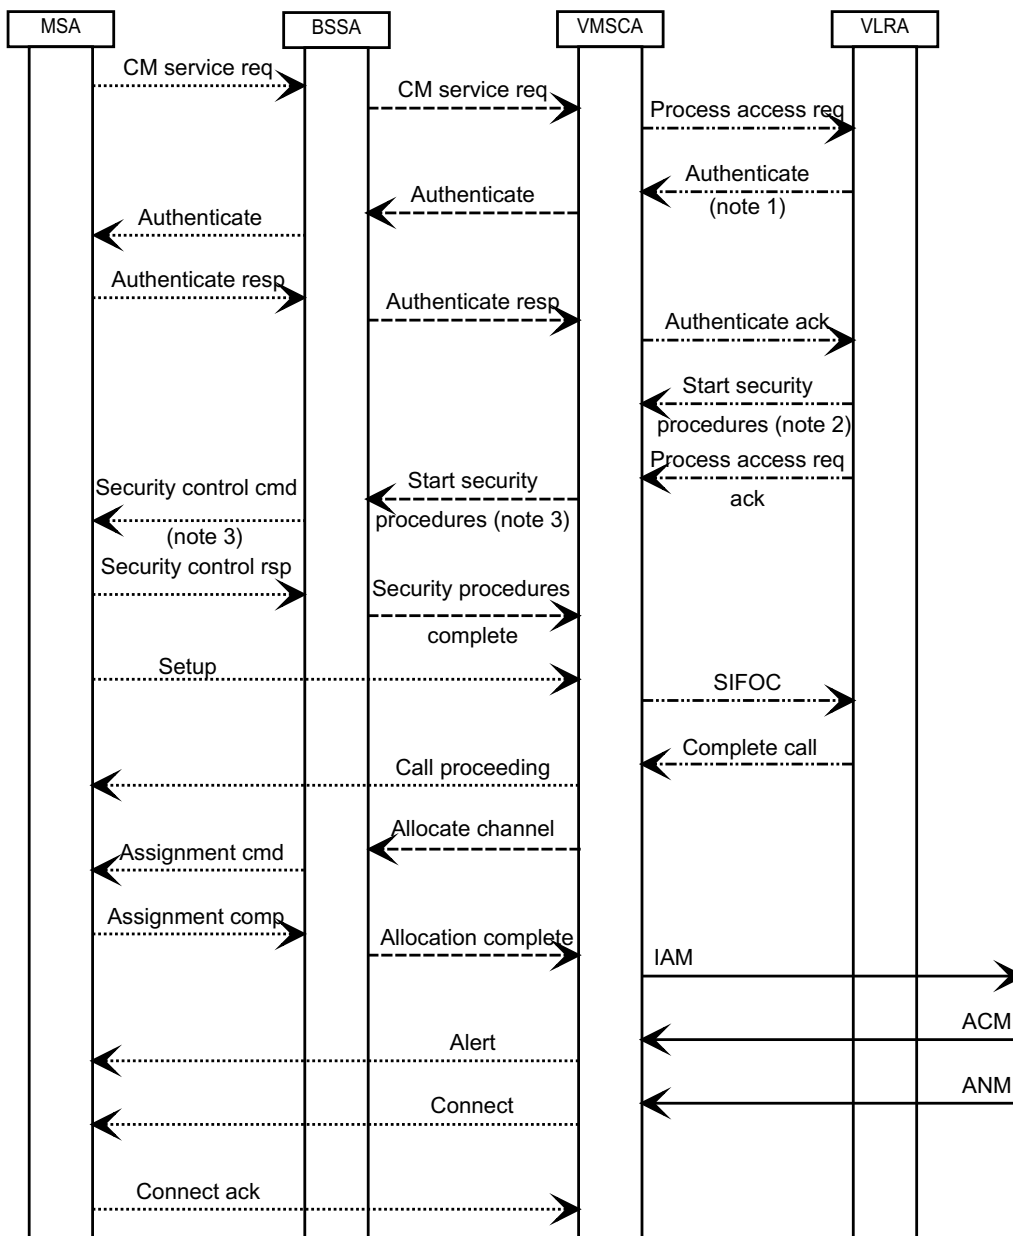 MSA
BSSA
VMSCA
VLRA
CM service req
CM service req
Process access req
Authenticate
(note 1)
Authenticate
Authenticate
Authenticate resp
Authenticate resp
Authenticate ack
Start security
procedures (note 2)
Process access req
ack
Start security
procedures (note 3)
Security control cmd
(note 3)
Security control rsp
Security procedures
complete
Setup
SIFOC
Complete call
Call proceeding
Allocate channel
Assignment cmd
Assignment comp
Allocation complete
IAM
ACM
Alert
ANM
Connect
Connect ack